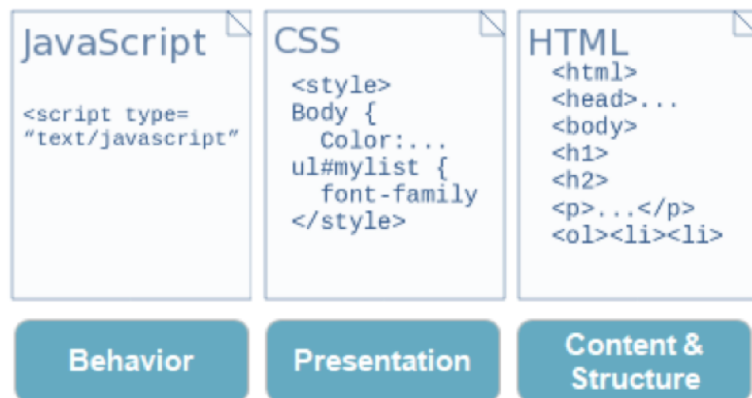 JavaScript
<script type=
“text/javascript”
CSS
<style>
Body {
Color:...
ul#mylist {
font-family
</style>
HTML
<html>
<head>...
<body>
<h1>
<h2>
<p>...</p>
<ol><li><li>
Behavior
Presentation
Content &
Structure